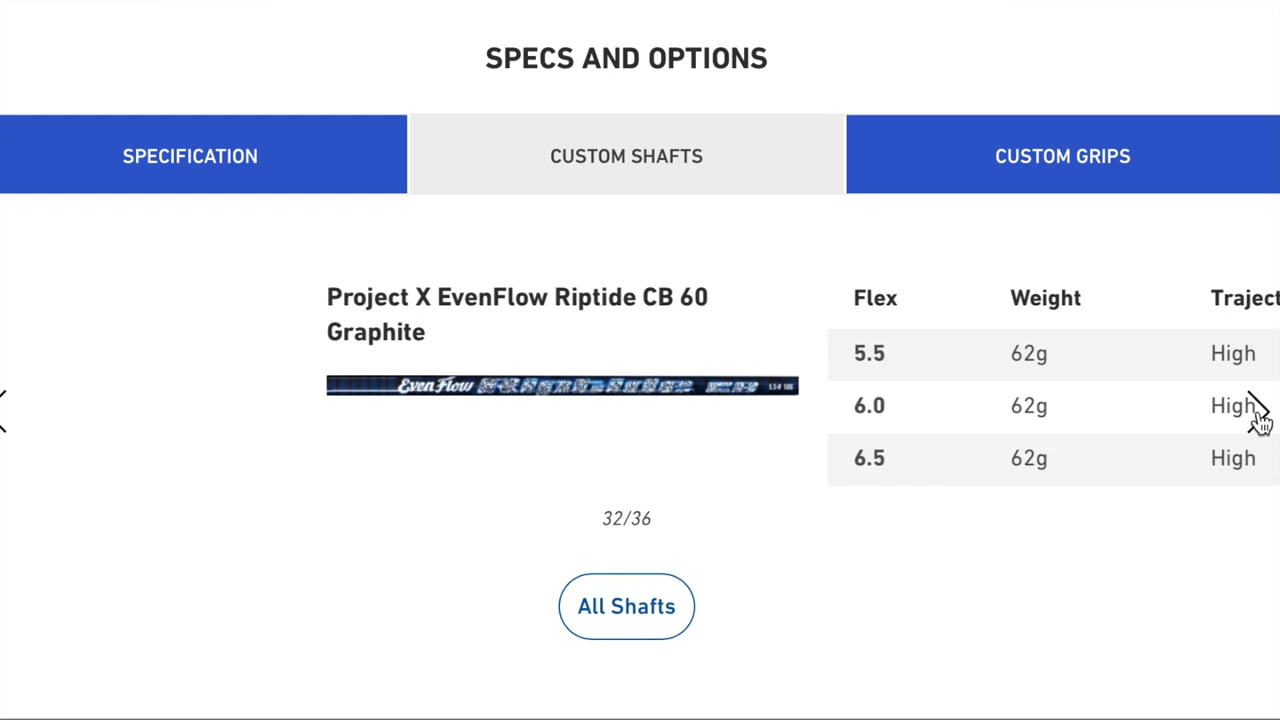 SPECS AND OPTIONS
SPECIFICATION
CUSTOM SHAFTS
CUSTOM GRIPS
Project X EvenFlow Riptide CB 60
Graphite
EvenFlow
Flex Weight Traject
5.5 62g High
6.0 62g High
6.5 62g High
32/36
All Shafts